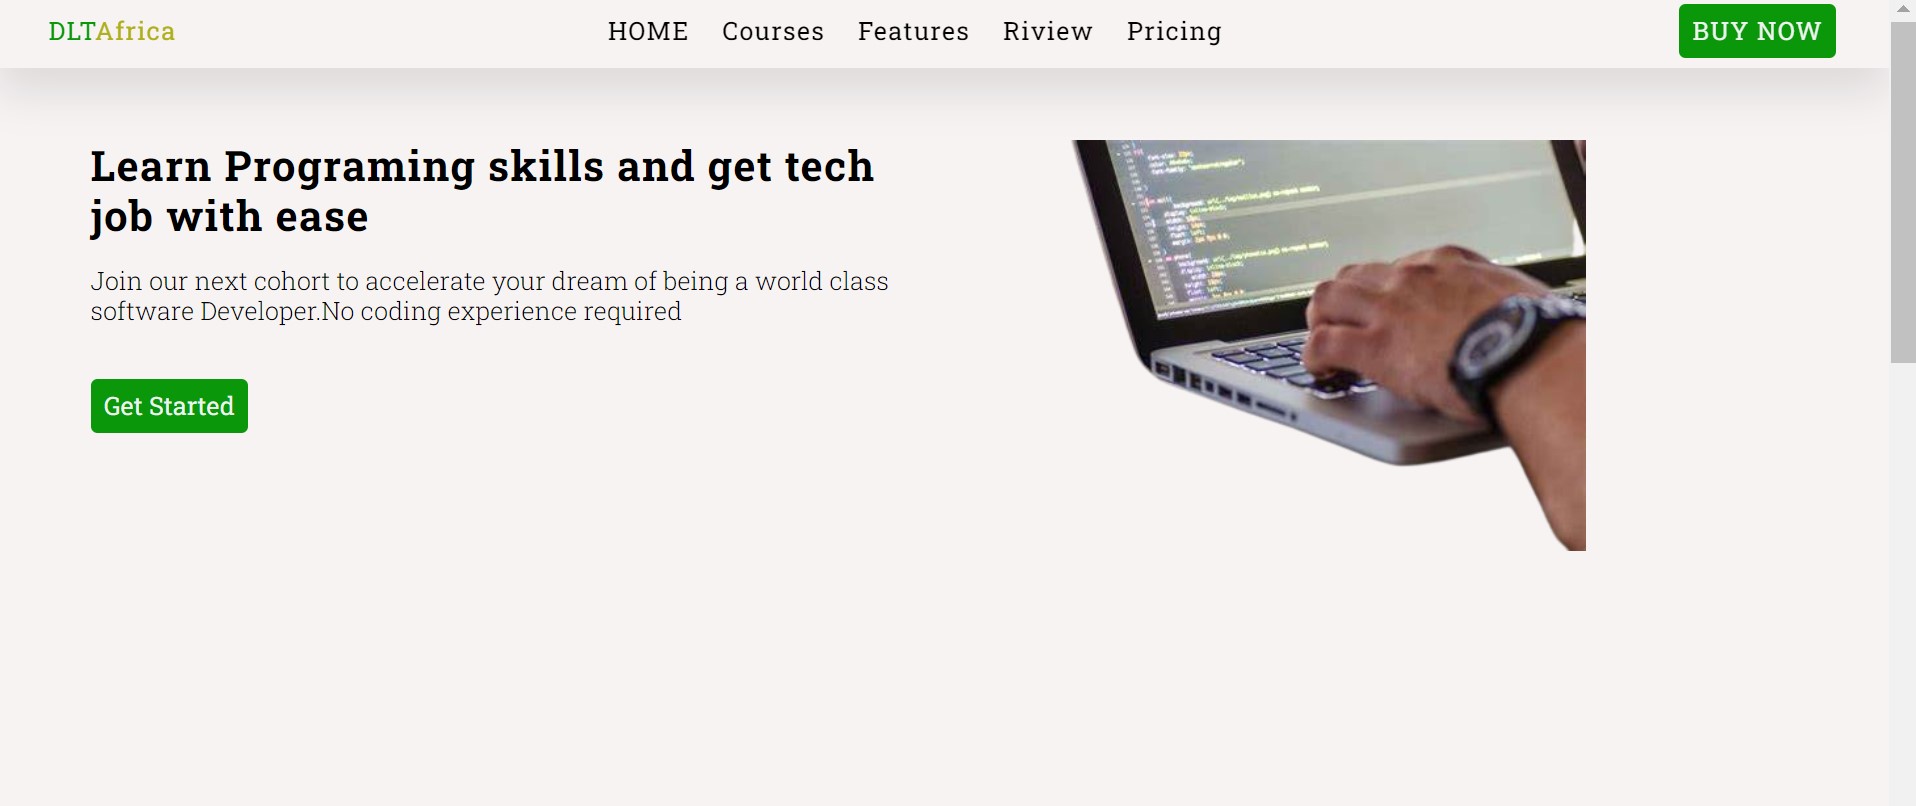 DLTAfrica
HOME Courses Features Riview Pricing
BUY NOW
Learn Programing skills and get tech
job with ease
Join our next cohort to accelerate your dream of being a world class
software Developer.No coding experience required
Get Started